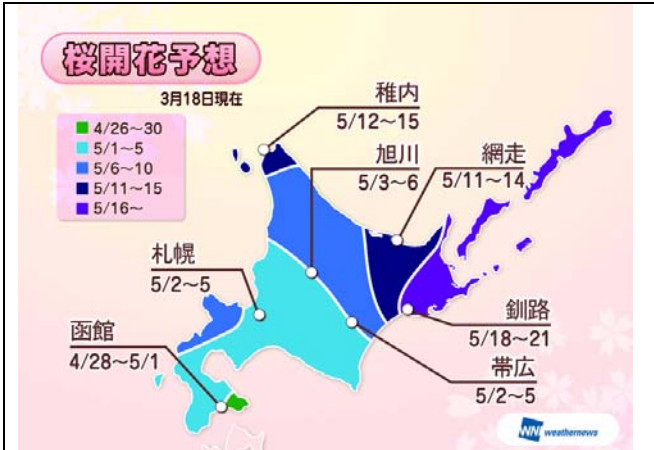 桜開花予想
3月18日現在
4/26～30
5/1～5
5/6～10
5/11～15
5/16～
稚内
5/12～15
旭川
5/3～6
網走
5/11～14
札幌
5/2～5
函館
4/28～5/1
釧路
5/18～21
帯広
5/2～5
WNI weathernews